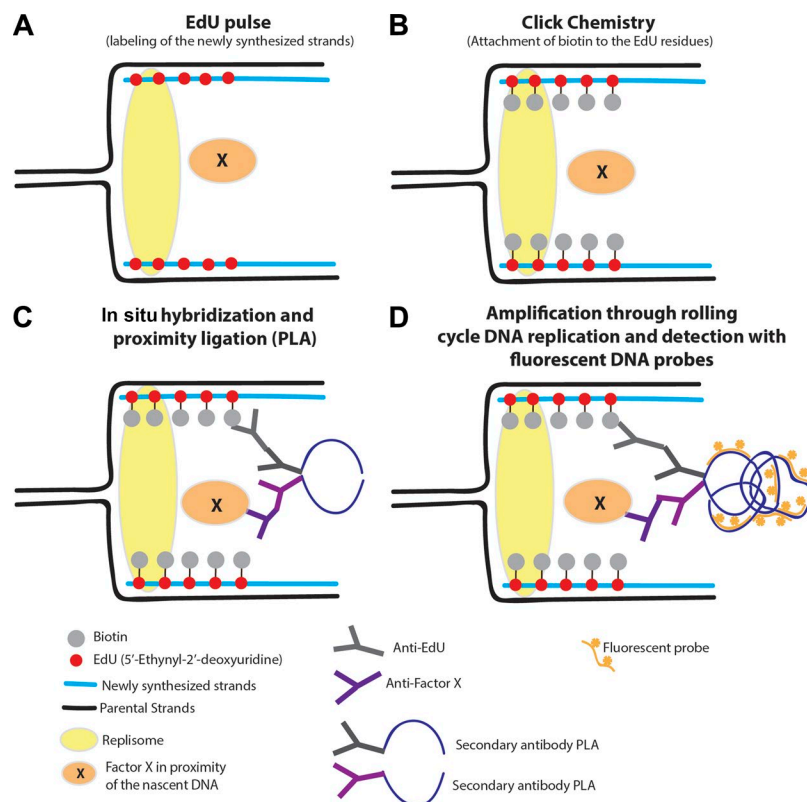 A
EdU pulse
(labeling of the newly synthesized strands)
X
B
Click Chemistry
(Attachment of biotin to the EdU residues)
X
C
In situ hybridization and
proximity ligation (PLA)
X
D
Amplification through rolling
cycle DNA replication and detection with
fluorescent DNA probes
X
Biotin
EdU (5'-Ethynyl-2'-deoxyuridine)
Newly synthesized strands
Parental Strands
Replisome
X
Factor X in proximity
of the nascent DNA
Anti-EdU
Anti-Factor X
Secondary antibody PLA
Secondary antibody PLA
Fluorescent probe